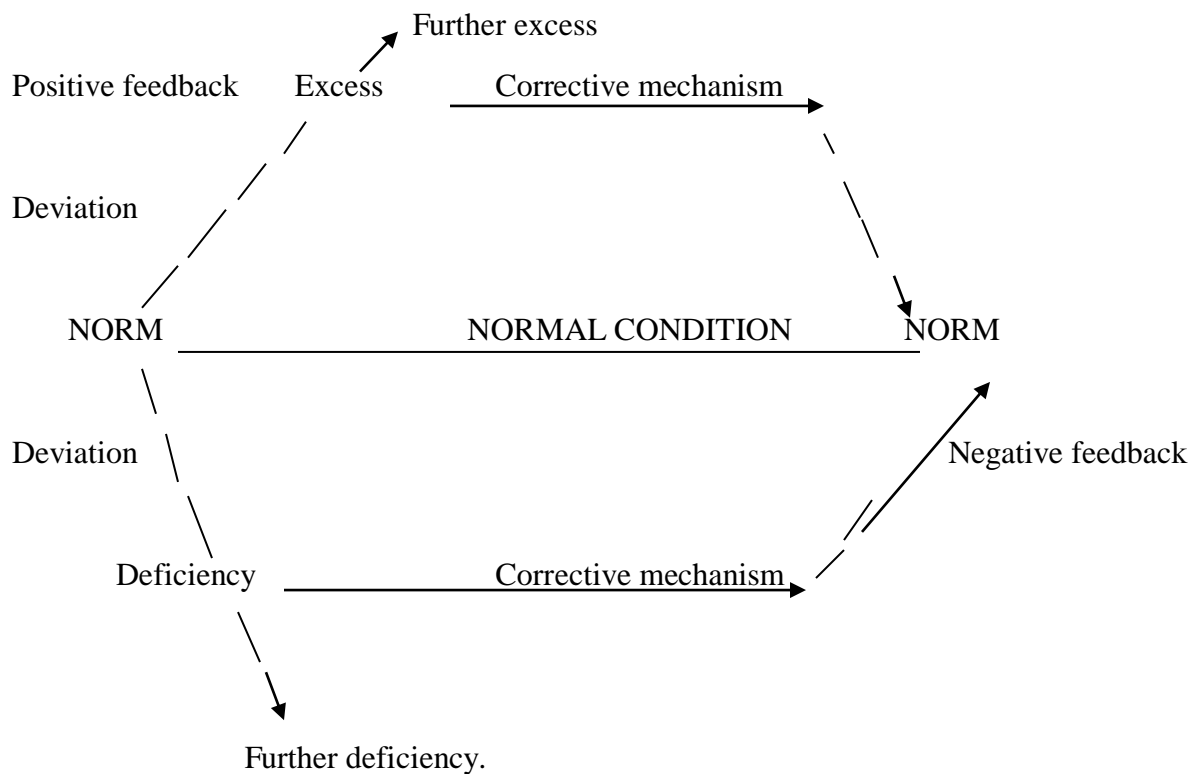 Further excess
Positive feedback Excess Corrective mechanism
Deviation
NORM NORMAL CONDITION NORM
Deviation Negative feedback
Deficiency Corrective mechanism
Further deficiency.